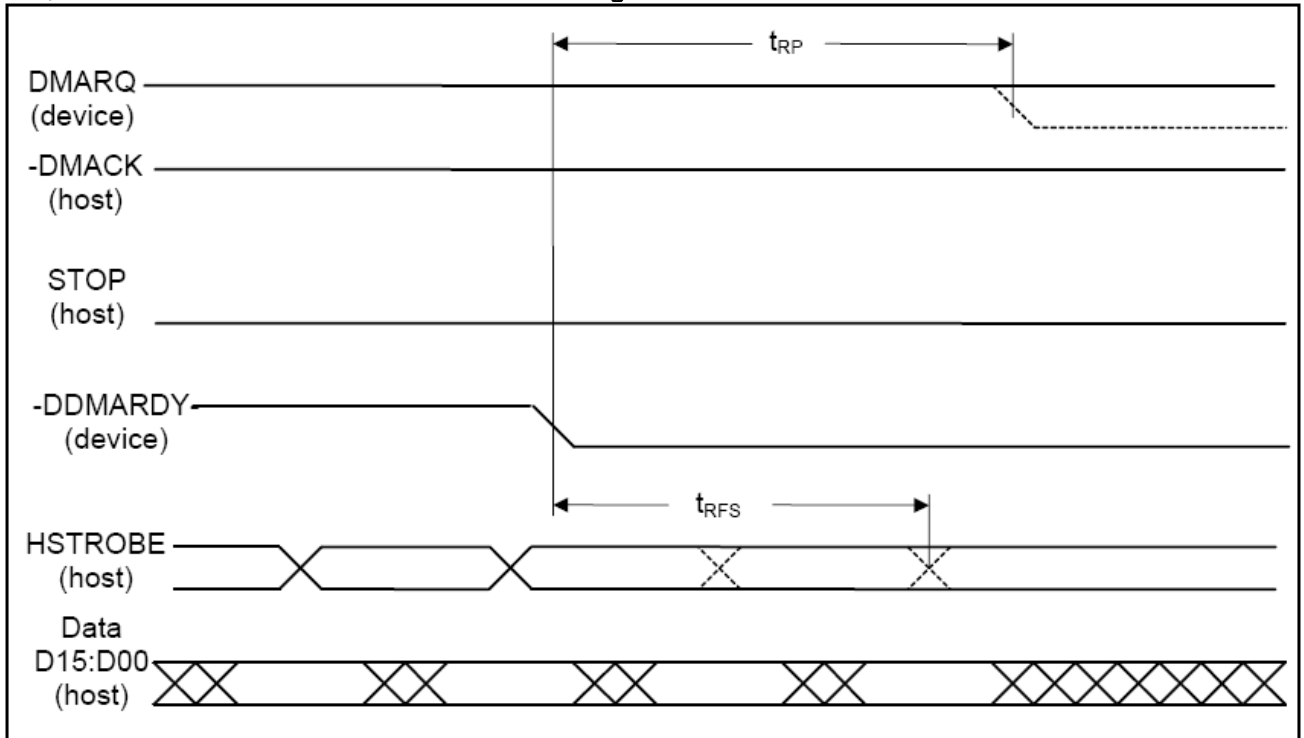 tRP
DMARQ
(device)
-DMACK
(host)
STOP
(host)
-DDMARDY
(device)
tRFS
HSTROBE
(host)
Data
D15:D00
(host)